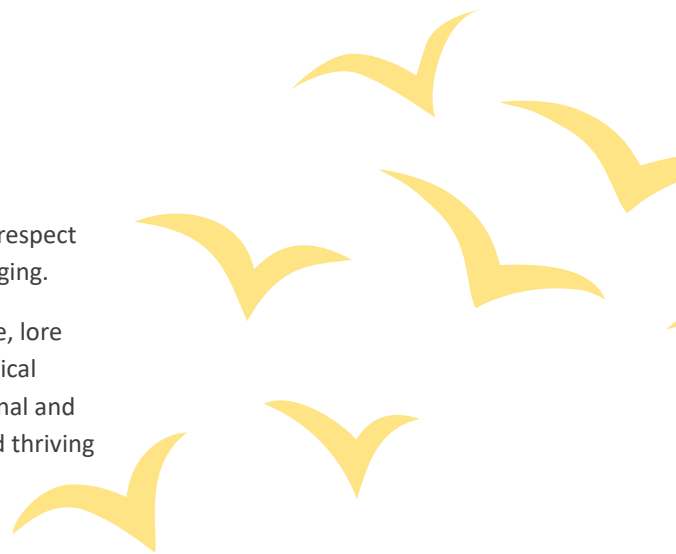 respect
ging.
e, lore
ical
nal and
d thriving